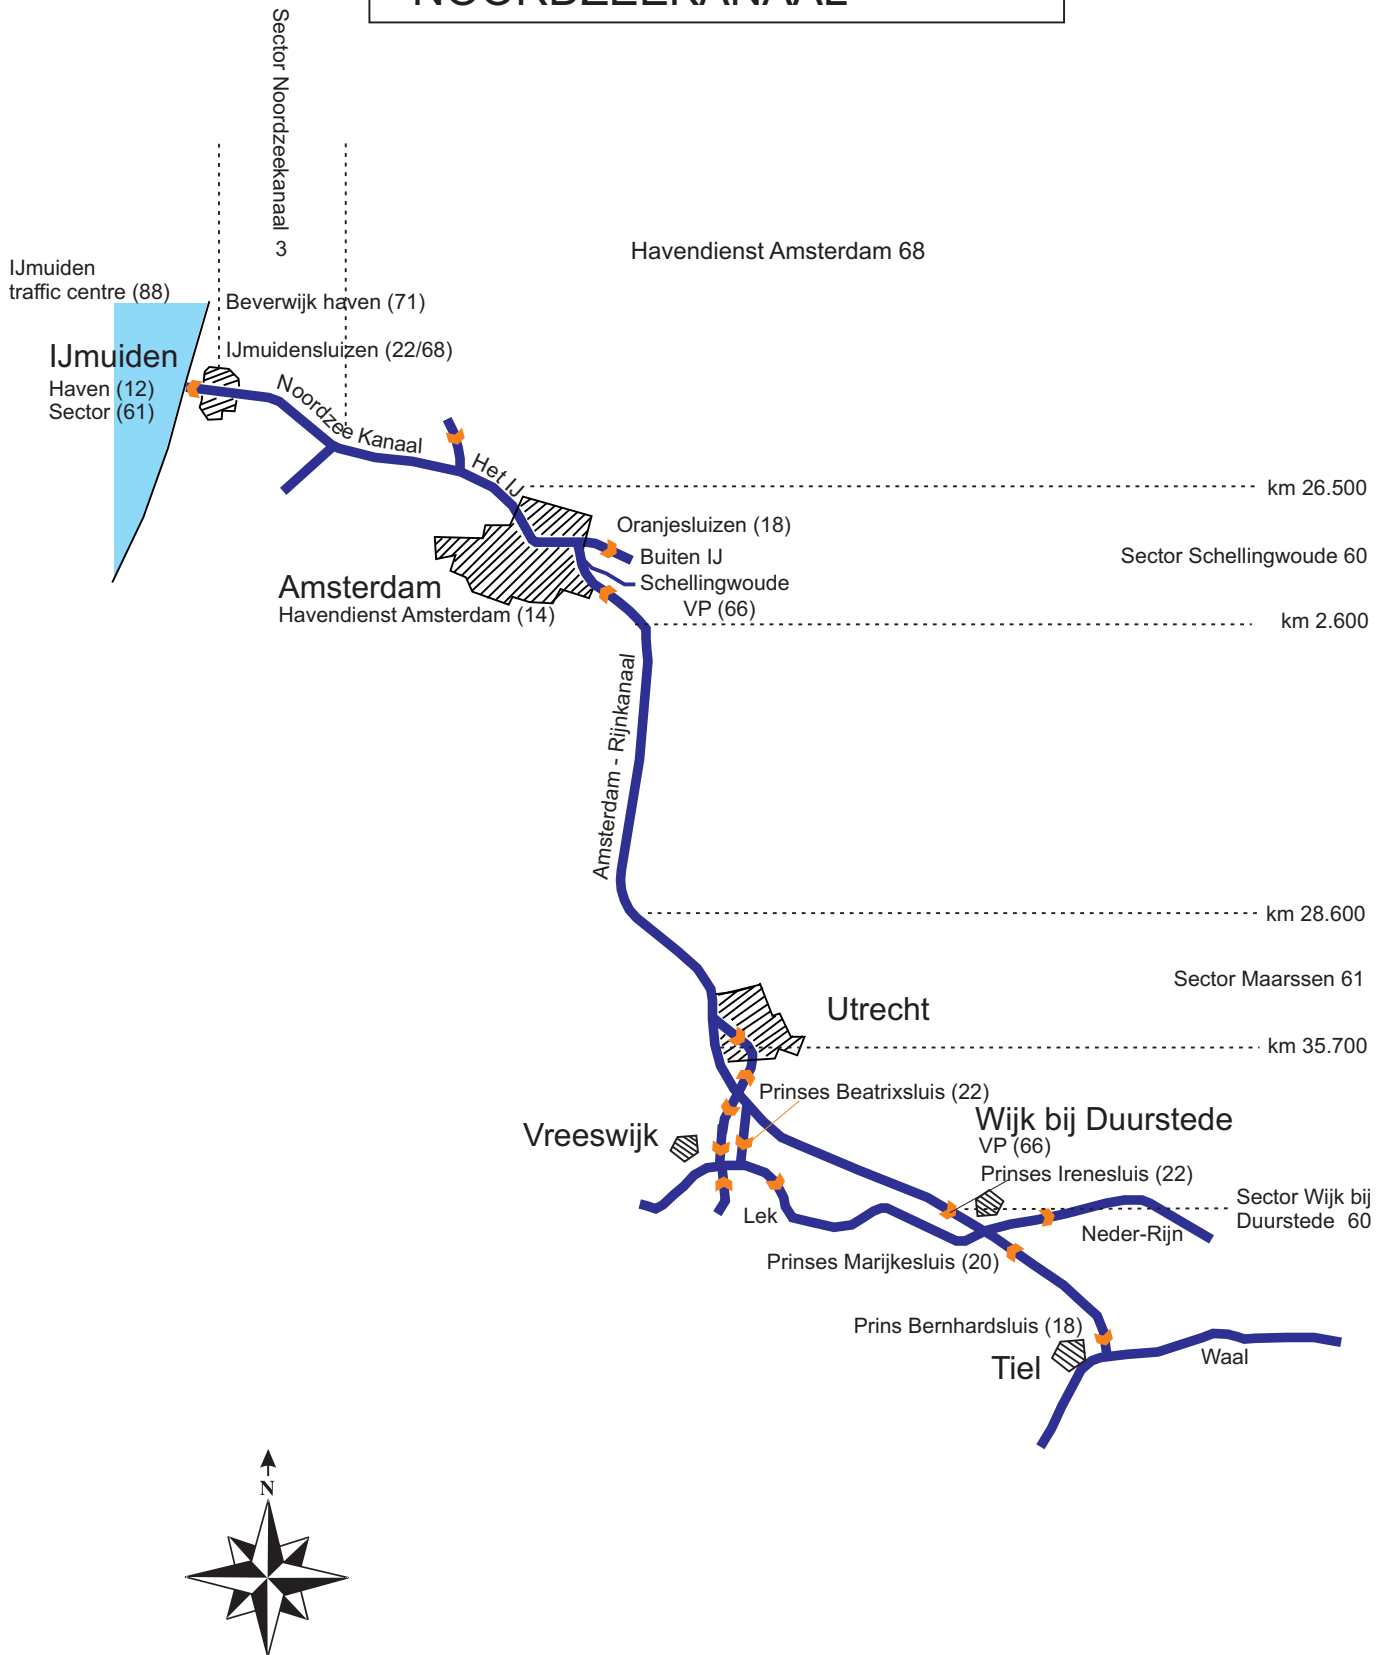 NOORDZEEKANAAL
Sector Noordzeekanaal
3
Havendienst Amsterdam 68
IJmuiden
traffic centre (88)
Beverwijk haven (71)
IJmuidensluizen (22/68)
IJmuiden
Haven (12)
Sector (61)
Noordzee Kanaal
Het IJ
km 26.500
Oranjesluizen (18)
Buiten IJ
Sector Schellingwoude 60
Schellingwoude
VP (66)
Amsterdam
Havendienst Amsterdam (14)
km 2.600
Amsterdam - Rijnkanaal
km 28.600
Sector Maarssen 61
Utrecht
km 35.700
Prinses Beatrixsluis (22)
Vreeswijk
Wijk bij Duurstede
VP (66)
Prinses Irenesluis (22)
Sector Wijk bij
Duurstede 60
Lek
Neder-Rijn
Prinses Marijkesluis (20)
Prins Bernhardsluis (18)
Tiel
Waal
N